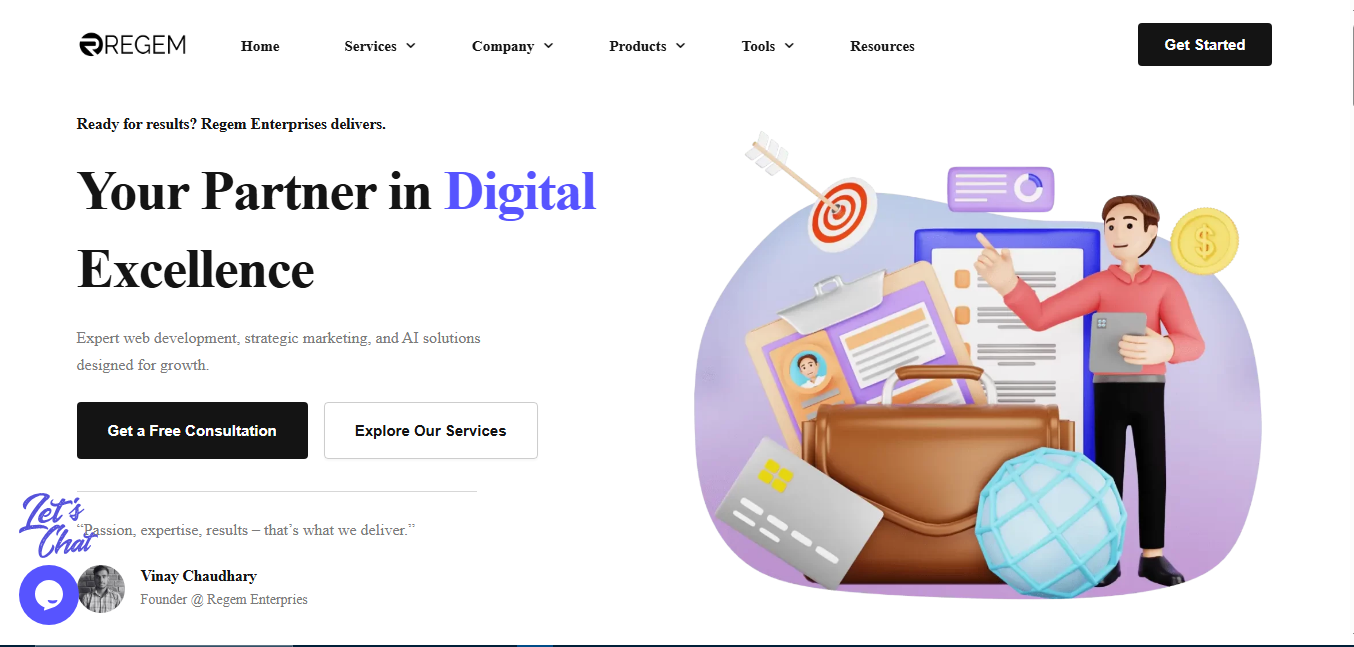 REGEM
Home
Services
Company
Products
Tools
Resources
Get Started
Ready for results? Regem Enterprises delivers.
Your Partner in Digital
Excellence
Expert web development, strategic marketing, and AI solutions
designed for growth.
Get a Free Consultation
Explore Our Services
Let's
Chat
“Passion, expertise, results – that’s what we deliver.”
Vinay Chaudhary
Founder @ Regem Enterpries
$